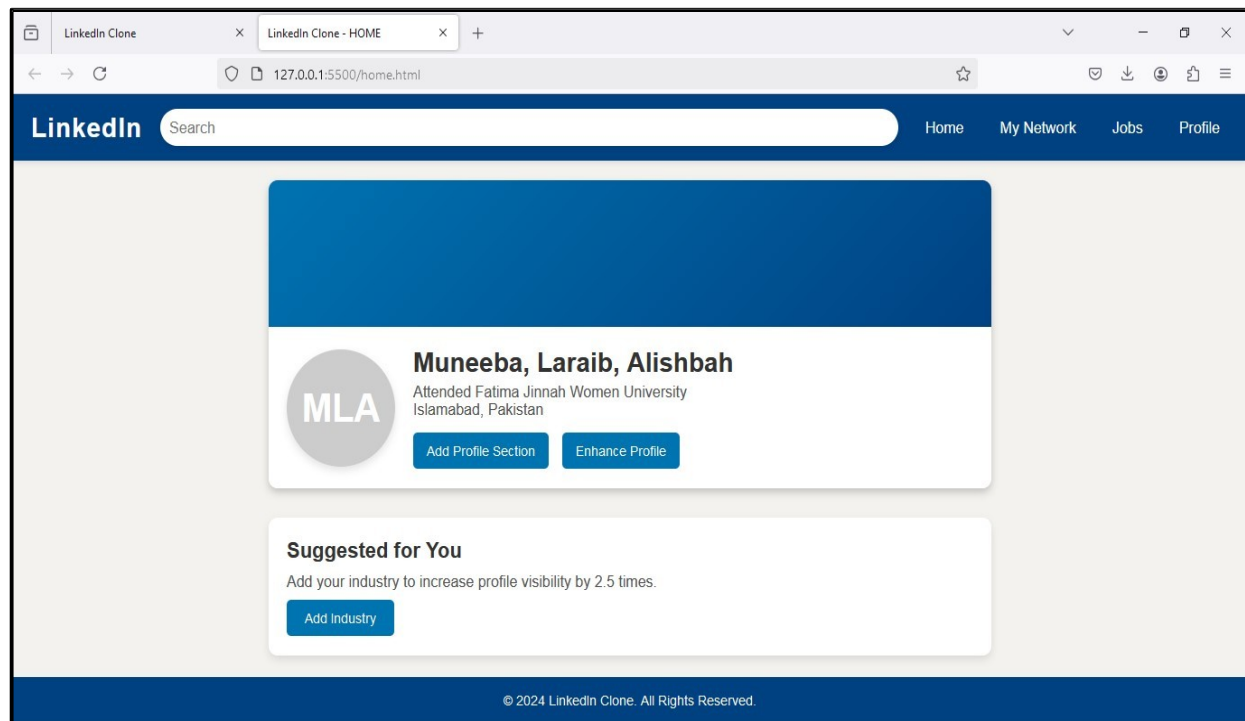 LinkedIn Clone
LinkedIn Clone - HOME
127.0.0.1:5500/home.html
LinkedIn
Search
Home
My Network
Jobs
Profile
MLA
Muneeba, Laraib, Alishbah
Attended Fatima Jinnah Women University
Islamabad, Pakistan
Add Profile Section
Enhance Profile
Suggested for You
Add your industry to increase profile visibility by 2.5 times.
Add Industry
© 2024 LinkedIn Clone. All Rights Reserved.